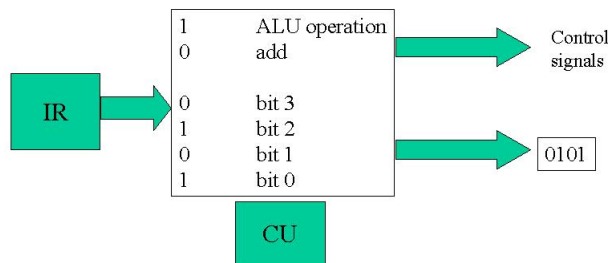 IR
1 ALU operation
0 add
0 bit 3
1 bit 2
0 bit 1
1 bit 0
Control
signals
0101
CU